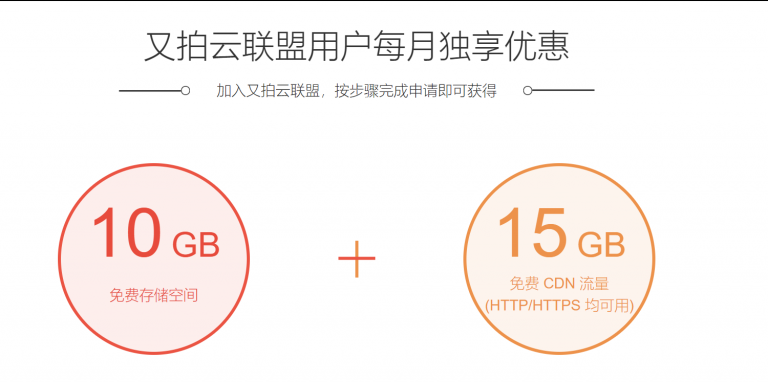 又拍云联盟用户每月独享优惠
加入又拍云联盟，按步骤完成申请即可获得
10 GB
免费存储空间
+
15 GB
免费 CDN 流量
(HTTP/HTTPS 均可用)